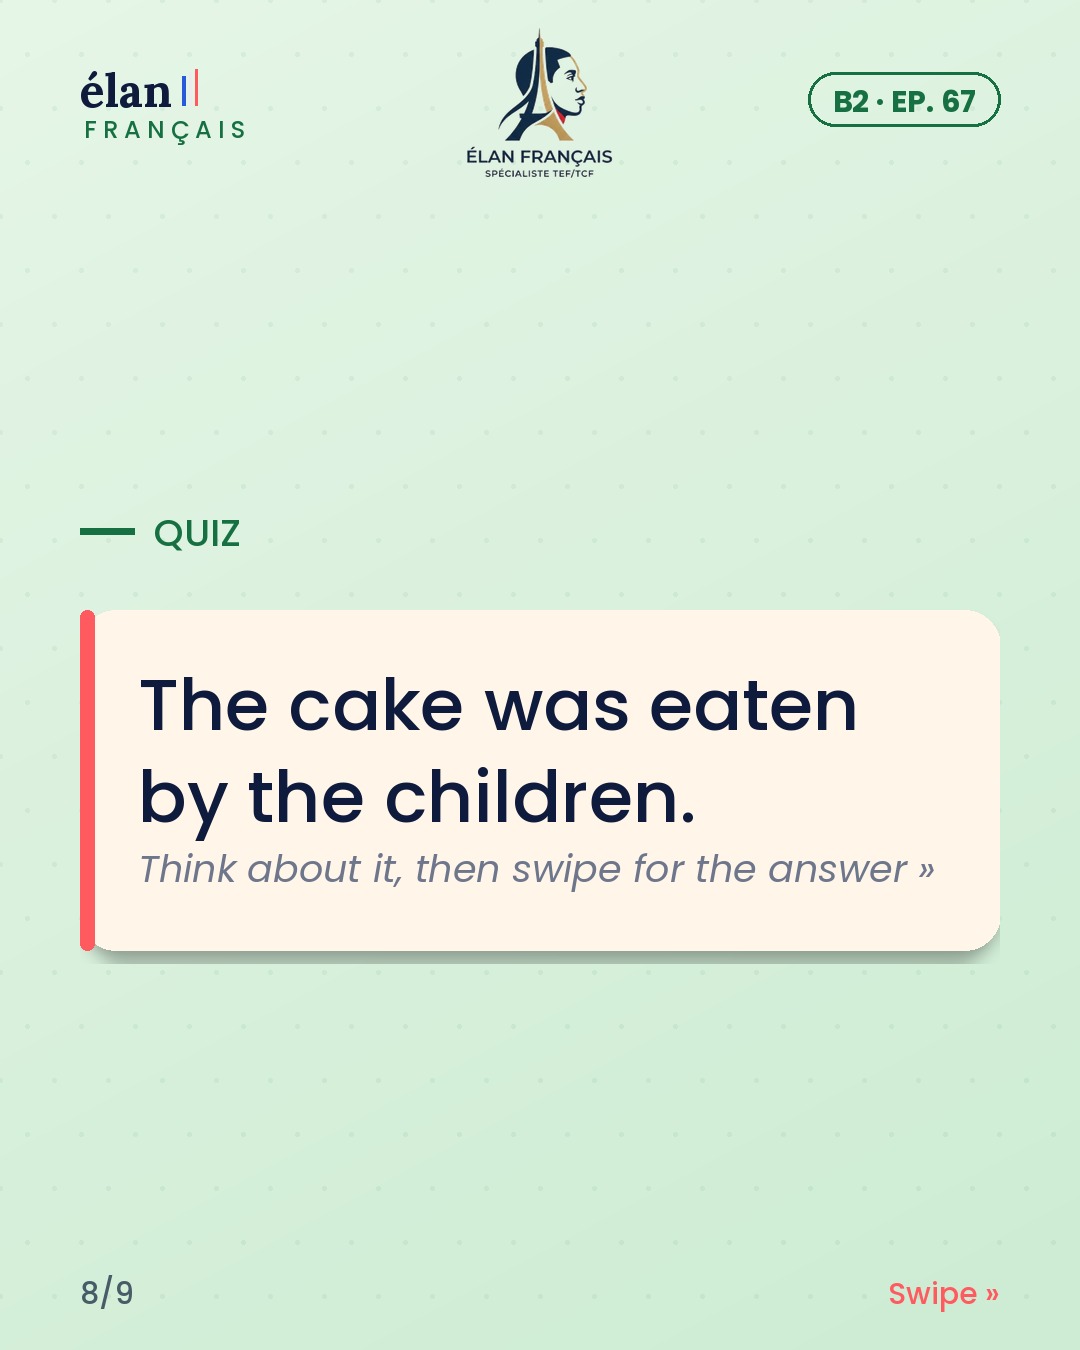 élan
FRANÇAIS
ÉLAN FRANÇAIS
SPÉCIALISTE TEF/TCF
B2 · EP. 67
QUIZ
The cake was eaten
by the children.
Think about it, then swipe for the answer »
8/9
Swipe »